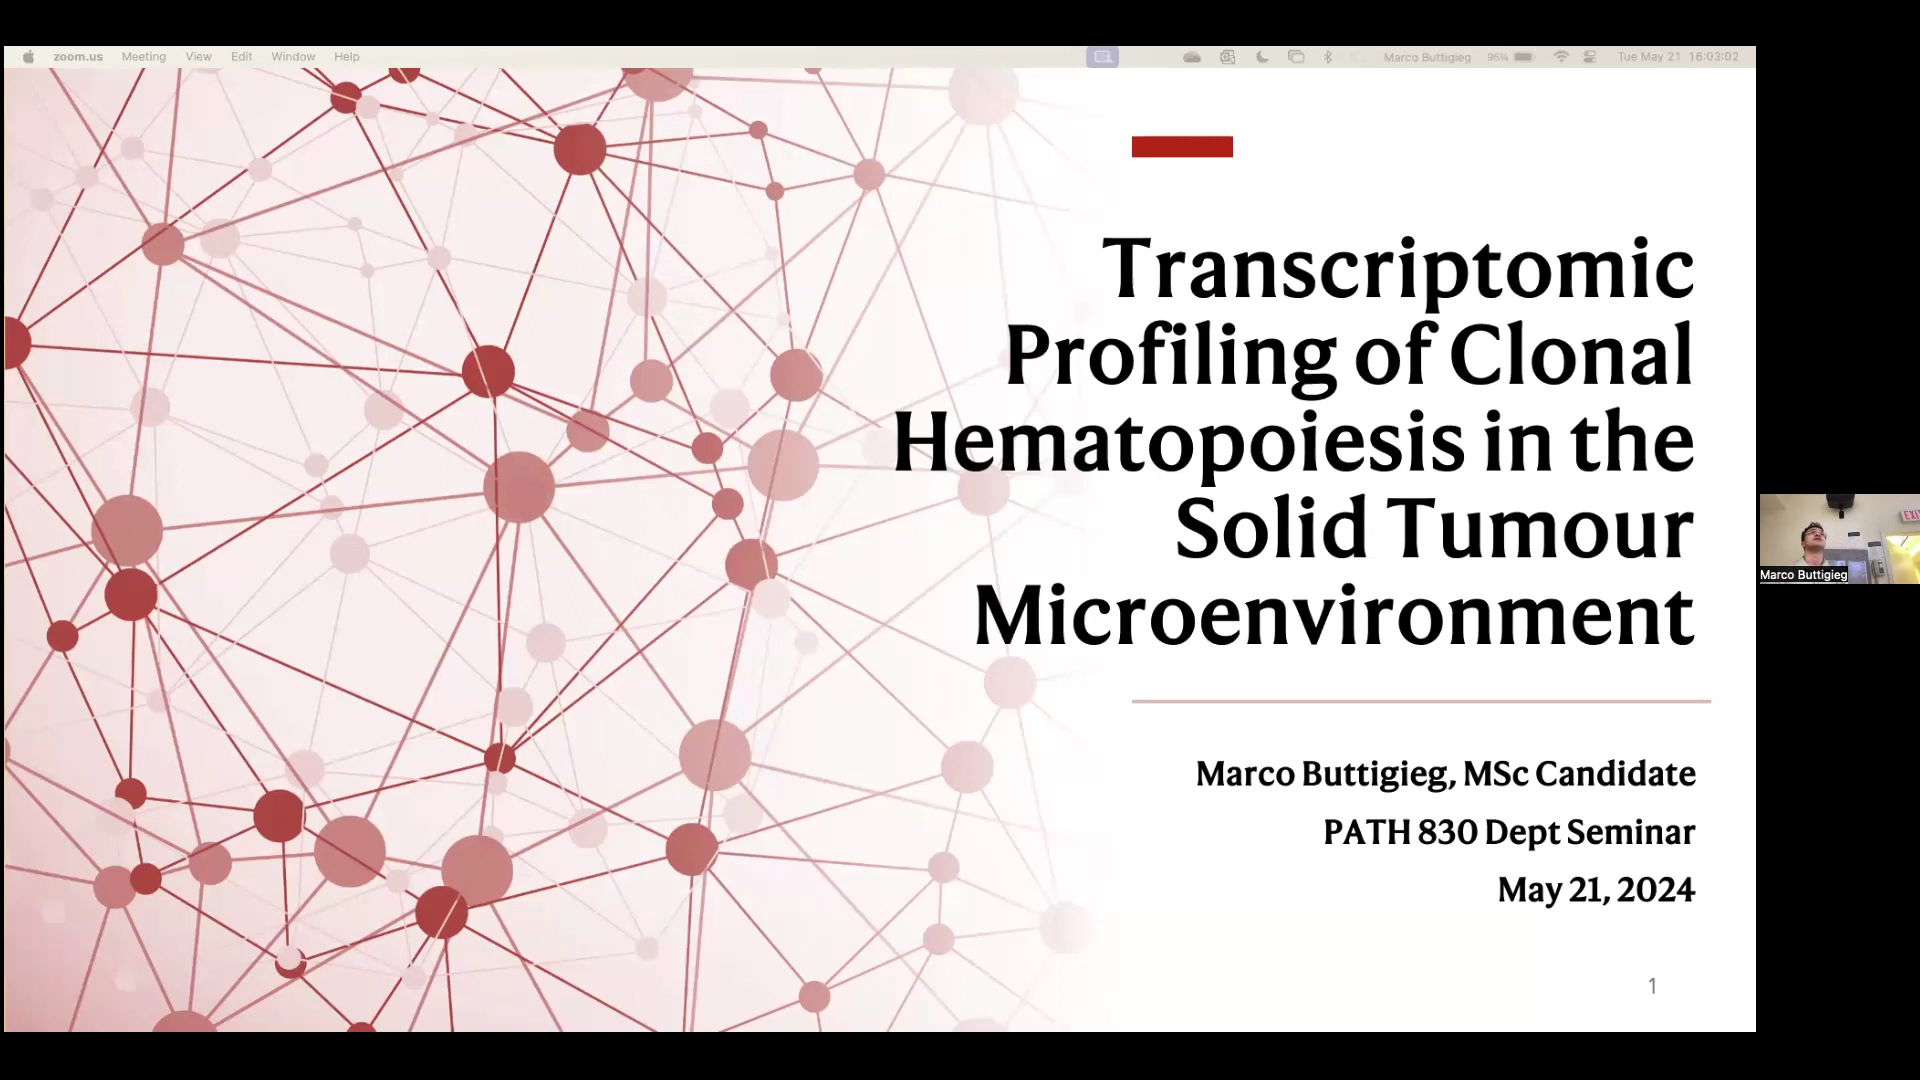 zoom.us Meeting View Edit Window Help Marco Buttigieg 95% Tue May 21 16:03:02
Transcriptomic
Profiling of Clonal
Hematopoiesis in the
Solid Tumour
Microenvironment
Marco Buttigieg, MSc Candidate
PATH 830 Dept Seminar
May 21, 2024
1
EXI
Marco Buttigieg